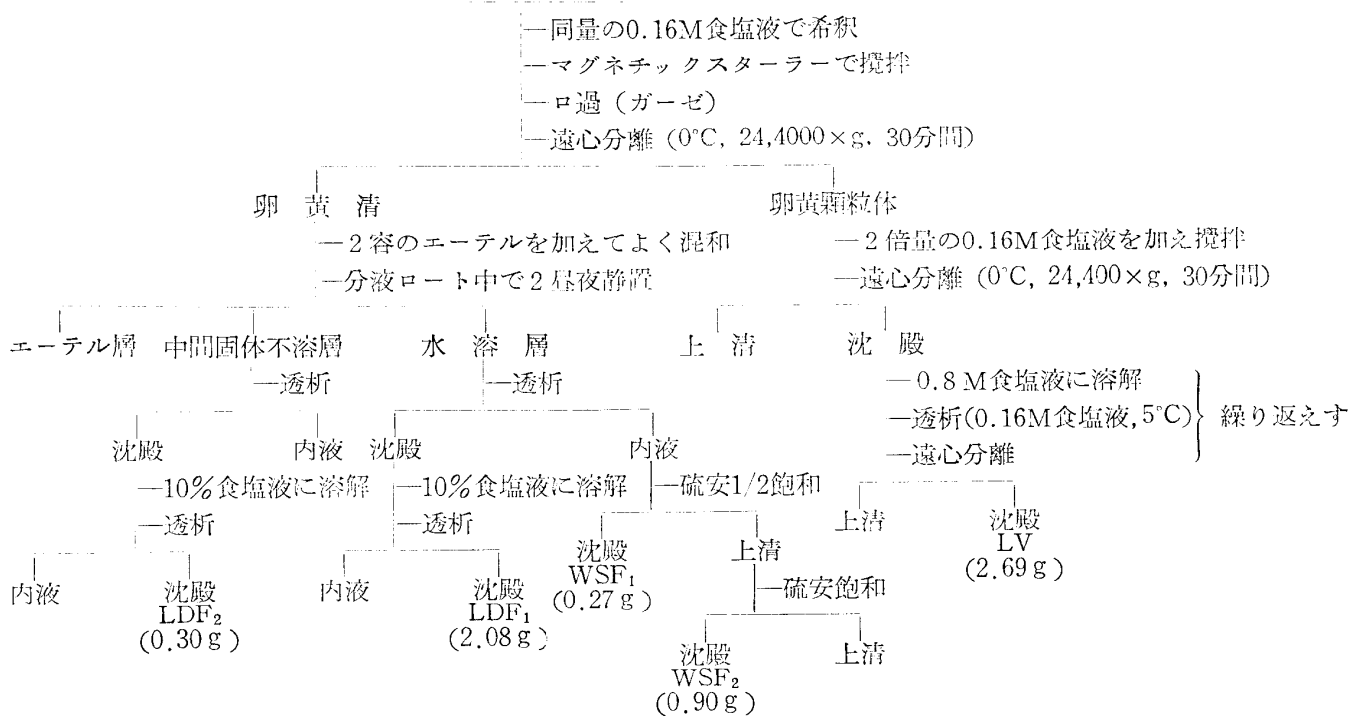 —同量の0.16M食塩液で希釈
—マグネチックスターラーで攪拌
—ロ過（ガーゼ）
—遠心分離（0℃, 24,4000×g, 30分間）
卵黄清 卵黄顆粒体
—2容のエーテルを加えてよく混和 —2倍量の0.16M食塩液を加え攪拌
—分液ロート中で2昼夜静置 —遠心分離（0℃, 24,400×g, 30分間）
エーテル層 中間固体不溶層 水溶層 上清 沈殿
—透析 —透析 —0.8M食塩液に溶解
—透析（0.16M食塩液, 5℃） 繰り返えす
沈殿 内液 沈殿 内液 —遠心分離
—10%食塩液に溶解 —10%食塩液に溶解 —硫安1/2飽和
—透析 —透析 上清 沈殿
LV
(2.69g)
沈殿 上清
WSF₁
(0.27g)
—硫安飽和
内液 沈殿 内液 沈殿
LDF₂ LDF₁
(0.30g) (2.08g)
沈殿 上清
WSF₂
(0.90g)